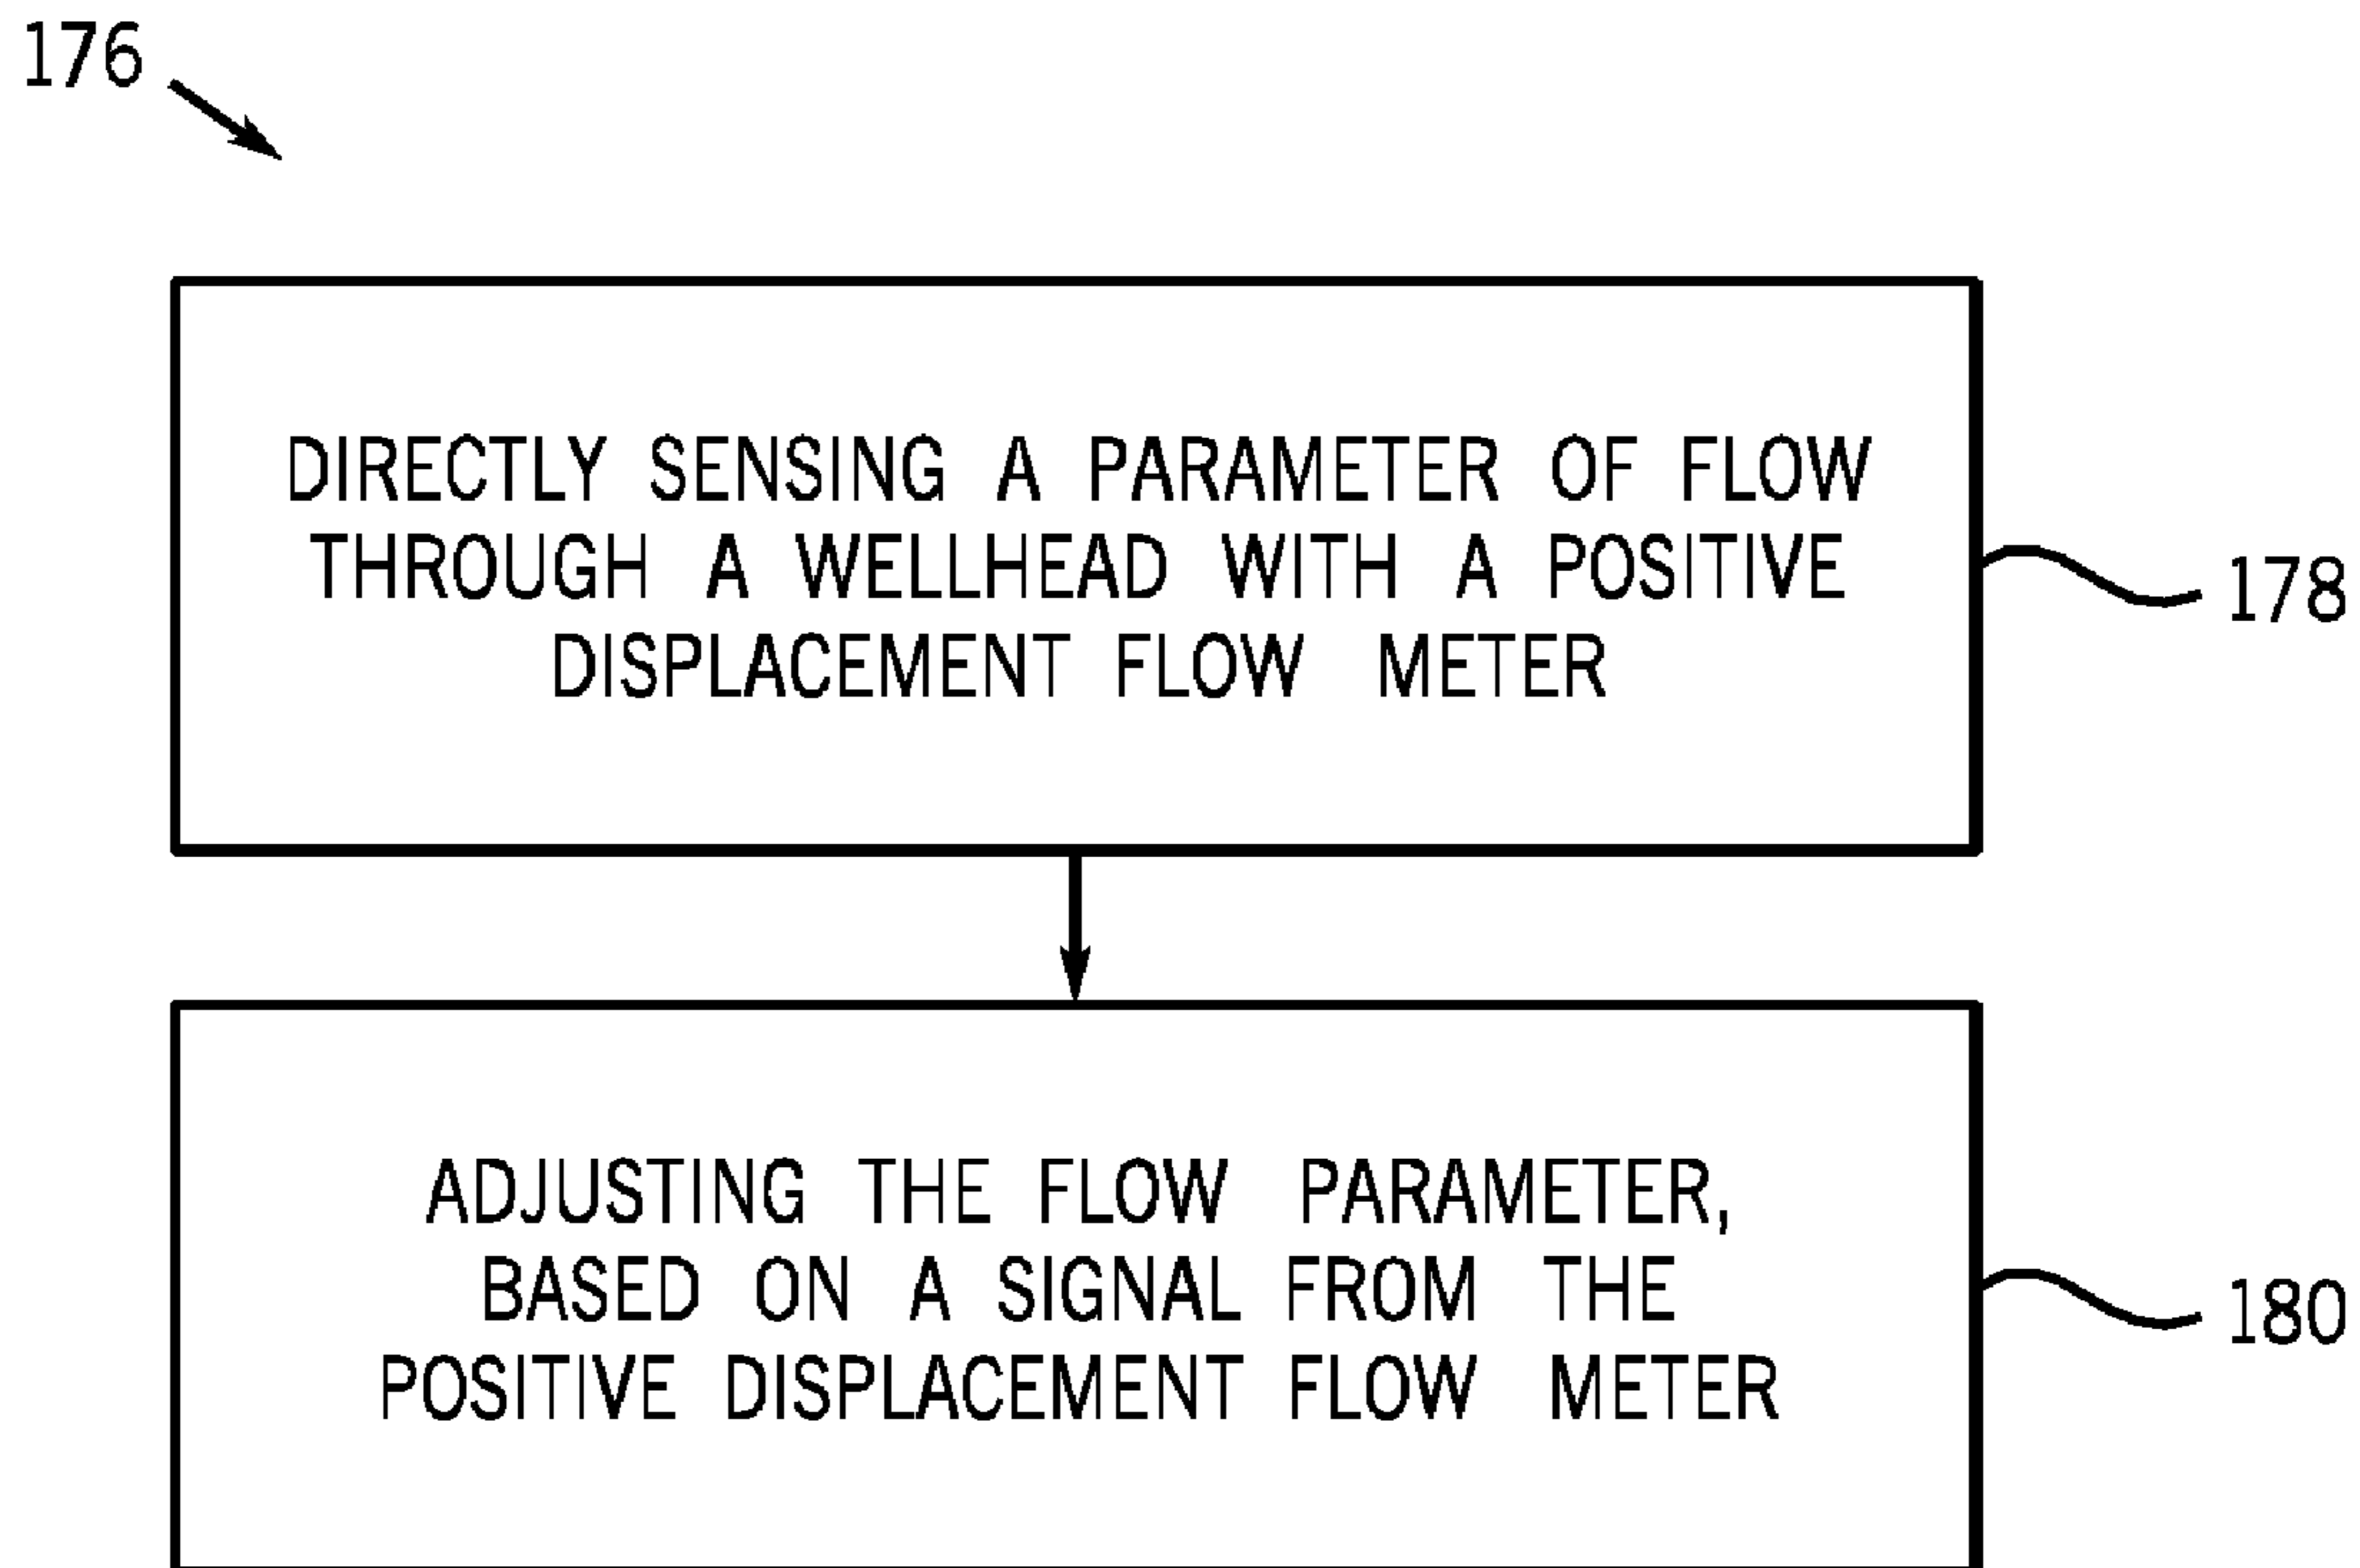 176
DIRECTLY SENSING A PARAMETER OF FLOW
THROUGH A WELLHEAD WITH A POSITIVE
DISPLACEMENT FLOW METER
178
ADJUSTING THE FLOW PARAMETER,
BASED ON A SIGNAL FROM THE
POSITIVE DISPLACEMENT FLOW METER
180